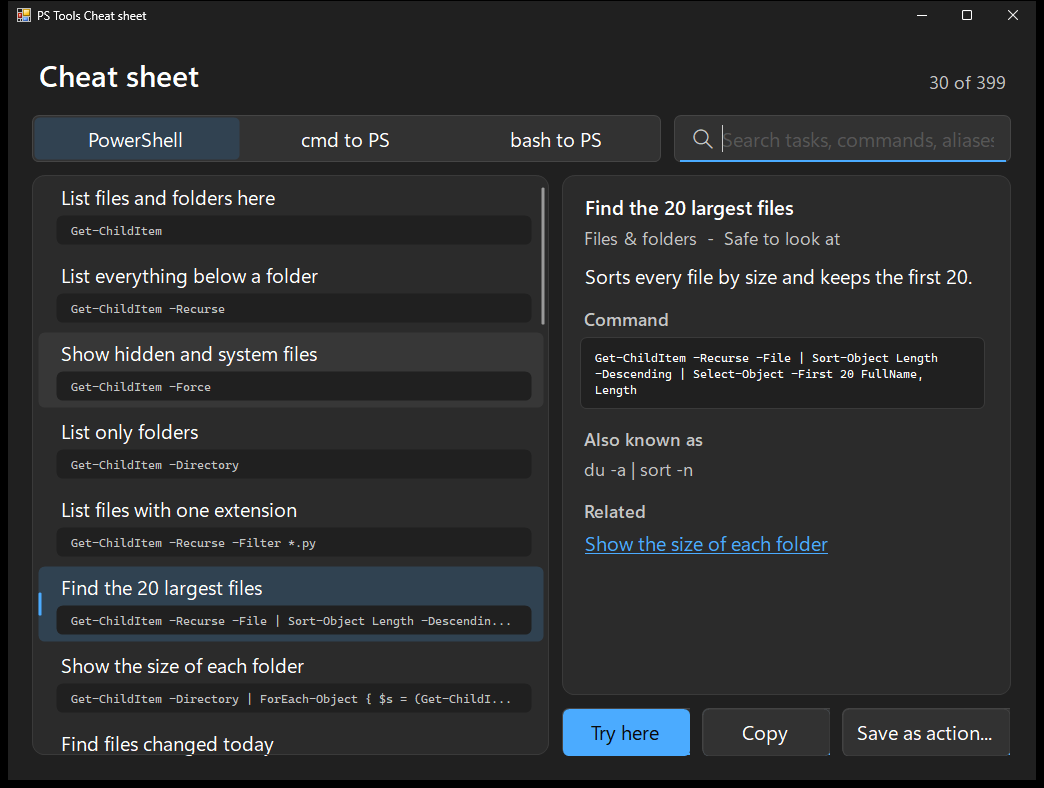 PS Tools Cheat sheet
Cheat sheet
30 of 399
PowerShell
cmd to PS
bash to PS
Search tasks, commands, aliases
List files and folders here
Get-ChildItem
List everything below a folder
Get-ChildItem -Recurse
Show hidden and system files
Get-ChildItem -Force
List only folders
Get-ChildItem -Directory
List files with one extension
Get-ChildItem -Recurse -Filter *.py
Find the 20 largest files
Get-ChildItem -Recurse -File | Sort-Object Length -Descendin...
Show the size of each folder
Get-ChildItem -Directory | ForEach-Object { $s = (Get-ChildI...
Find files changed today
Find the 20 largest files
Files & folders - Safe to look at
Sorts every file by size and keeps the first 20.
Command
Get-ChildItem -Recurse -File | Sort-Object Length
-Descending | Select-Object -First 20 FullName,
Length
Also known as
du -a | sort -n
Related
Show the size of each folder
Try here
Copy
Save as action...